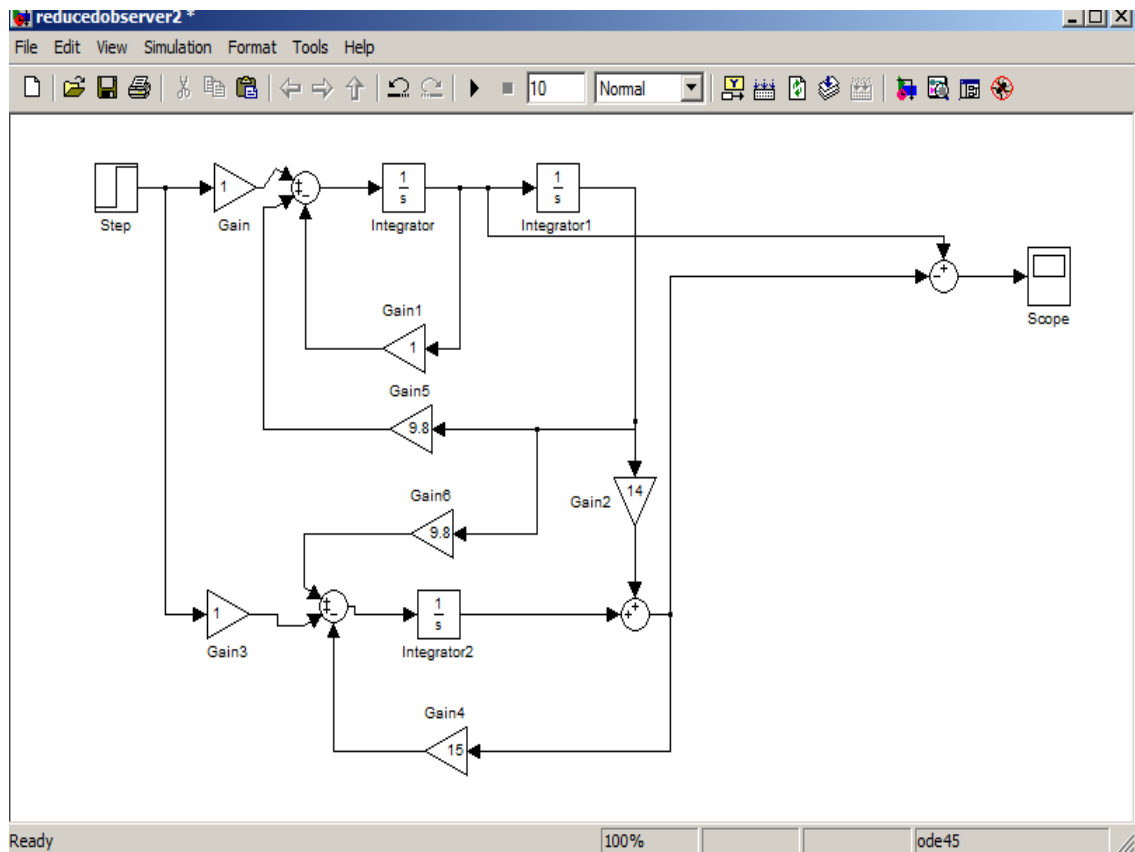 reducedobserver2 *
File Edit View Simulation Format Tools Help
10 Normal
Step
1
Gain
1
s
Integrator
1
s
Integrator1
Scope
Gain1
1
Gain5
9.8
Gain6
9.8
Gain2
14
1
Gain3
1
s
Integrator2
Gain4
15
Ready 100% ode45